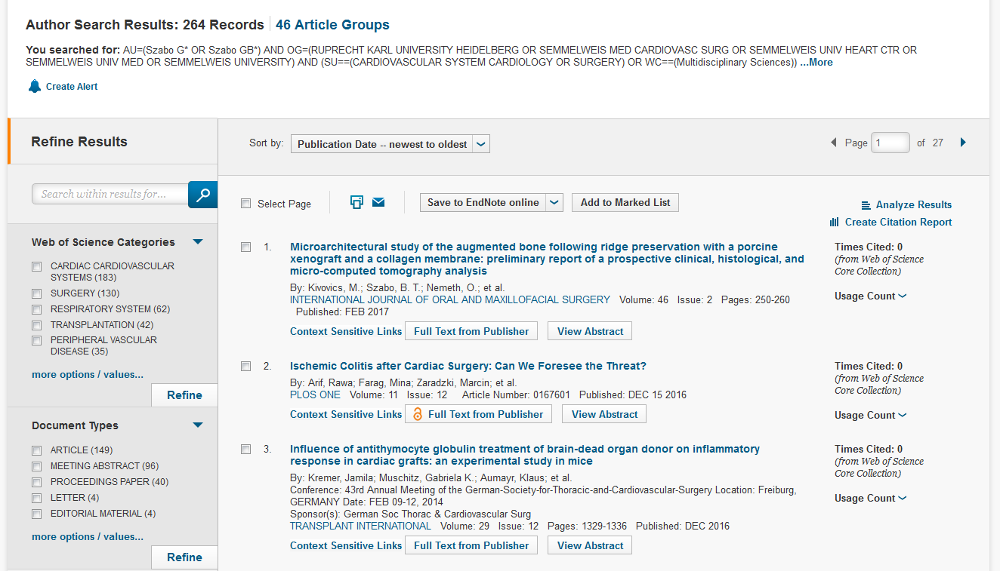 Author Search Results: 264 Records 46 Article Groups
You searched for: AU=(Szabo G* OR Szabo GB*) AND OG=(RUPRECHT KARL UNIVERSITY HEIDELBERG OR SEMMELWEIS MED CARDIOVASC SURG OR SEMMELWEIS UNIV HEART CTR OR
SEMMELWEIS UNIV MED OR SEMMELWEIS UNIVERSITY) AND (SU==(CARDIOVASCULAR SYSTEM CARDIOLOGY OR SURGERY) OR WC==(Multidisciplinary Sciences)) ...More
Create Alert
Refine Results
Search within results for...
Web of Science Categories
CARDIAC CARDIOVASCULAR
SYSTEMS (183)
SURGERY (130)
RESPIRATORY SYSTEM (62)
TRANSPLANTATION (42)
PERIPHERAL VASCULAR
DISEASE (35)
more options / values...
Refine
Document Types
ARTICLE (149)
MEETING ABSTRACT (96)
PROCEEDINGS PAPER (40)
LETTER (4)
EDITORIAL MATERIAL (4)
more options / values...
Refine
Sort by: Publication Date -- newest to oldest
Page 1 of 27
Select Page
Save to EndNote online
Add to Marked List
Analyze Results
Create Citation Report
1. Microarchitectural study of the augmented bone following ridge preservation with a porcine
xenograft and a collagen membrane: preliminary report of a prospective clinical, histological, and
micro-computed tomography analysis
By: Kivovics, M.; Szabo, B. T.; Nemeth, O.; et al.
INTERNATIONAL JOURNAL OF ORAL AND MAXILLOFACIAL SURGERY Volume: 46 Issue: 2 Pages: 250-260
Published: FEB 2017
Context Sensitive Links Full Text from Publisher View Abstract
Times Cited: 0
(from Web of Science
Core Collection)
Usage Count
2. Ischemic Colitis after Cardiac Surgery: Can We Foresee the Threat?
By: Arif, Rawa; Farag, Mina; Zaradzki, Marcin; et al.
PLOS ONE Volume: 11 Issue: 12 Article Number: 0167601 Published: DEC 15 2016
Context Sensitive Links Full Text from Publisher View Abstract
Times Cited: 0
(from Web of Science
Core Collection)
Usage Count
3. Influence of antithymocyte globulin treatment of brain-dead organ donor on inflammatory
response in cardiac grafts: an experimental study in mice
By: Kremer, Jamila; Muschitz, Gabriela K.; Aumayr, Klaus; et al.
Conference: 43rd Annual Meeting of the German-Society-for-Thoracic-and-Cardiovascular-Surgery Location: Freiburg,
GERMANY Date: FEB 09-12, 2014
Sponsor(s): German Soc Thorac & Cardiovascular Surg
TRANSPLANT INTERNATIONAL Volume: 29 Issue: 12 Pages: 1329-1336 Published: DEC 2016
Context Sensitive Links Full Text from Publisher View Abstract
Times Cited: 0
(from Web of Science
Core Collection)
Usage Count